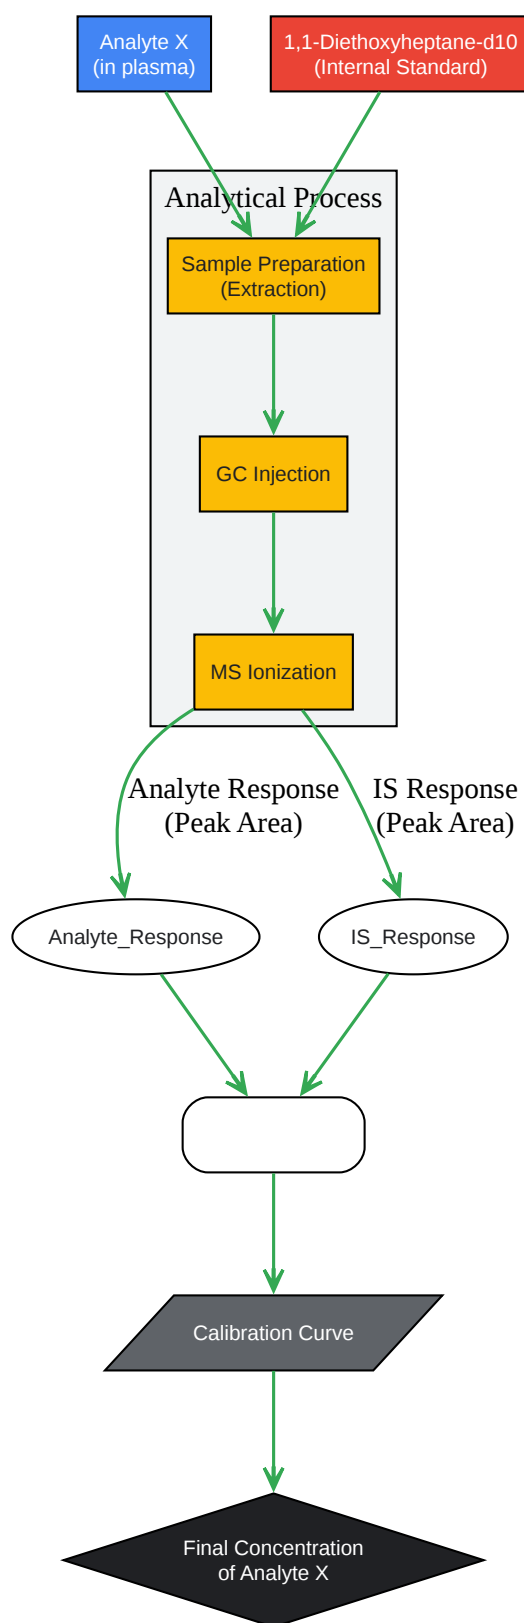 Analyte X
(in plasma)
1,1-Diethoxyheptane-d10
(Internal Standard)
Analytical Process
Sample Preparation
(Extraction)
GC Injection
MS Ionization
Analyte Response
(Peak Area)
IS Response
(Peak Area)
Analyte_Response
IS_Response
Calibration Curve
Final Concentration
of Analyte X